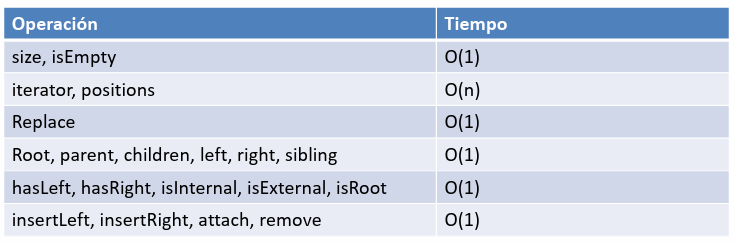 Operación Tiempo
size, isEmpty O(1)
iterator, positions O(n)
Replace O(1)
Root, parent, children, left, right, sibling O(1)
hasLeft, hasRight, isInternal, isExternal, isRoot O(1)
insertLeft, insertRight, attach, remove O(1)